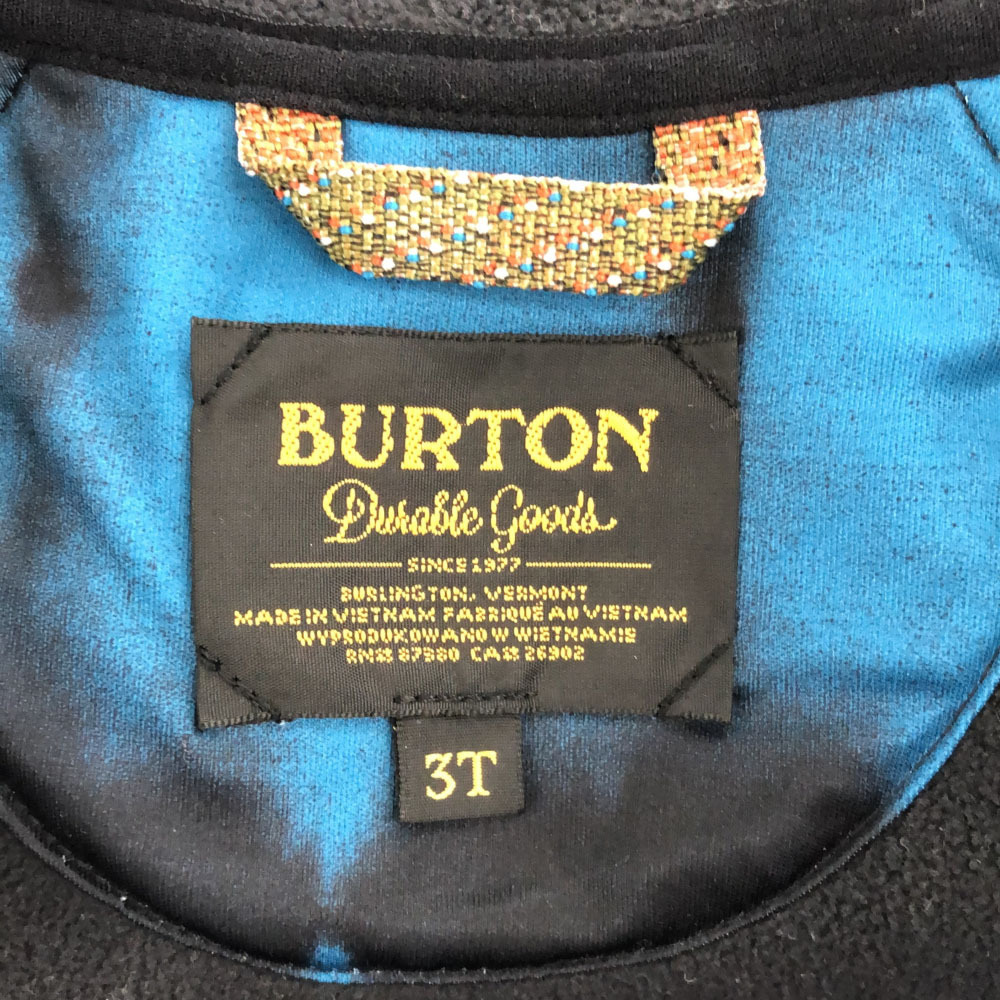 BURTON
Durable Goods
SINCE 1977
BURLINGTON, VERMONT
MADE IN VIETNAM FABRIQUÉ AU VIETNAM
WYPRODUKOWANO W WIETNAMIE
RN# 87980 CA# 26902
3T